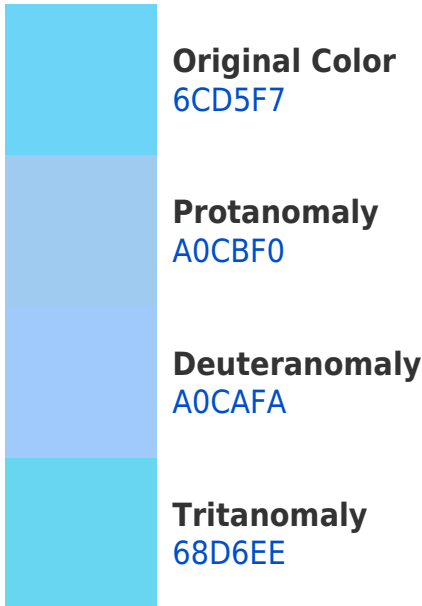 Original Color
6CD5F7
Protanomaly
A0CBF0
Deuteranomaly
A0CAFA
Tritanomaly
68D6EE